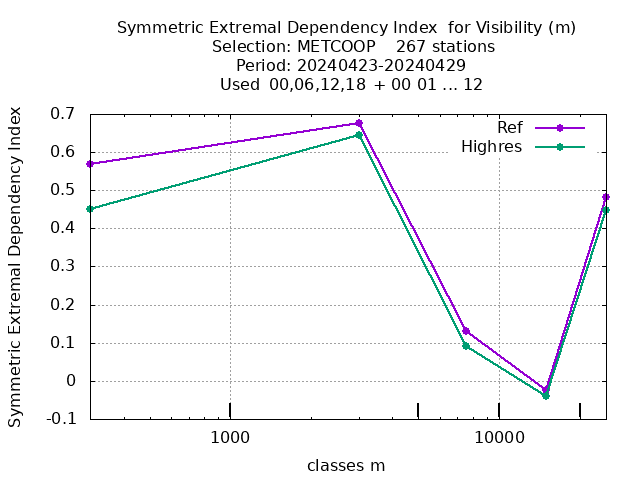 Symmetric Extremal Dependency Index  for Visibility (m)
Selection: METCOOP    267 stations
Period: 20240423-20240429
Used  00,06,12,18  + 00 01 ... 12
Symmetric Extremal Dependency Index
0.7
0.6
0.5
0.4
0.3
0.2
0.1
0
-0.1
Ref
Highres
1000
10000
classes m